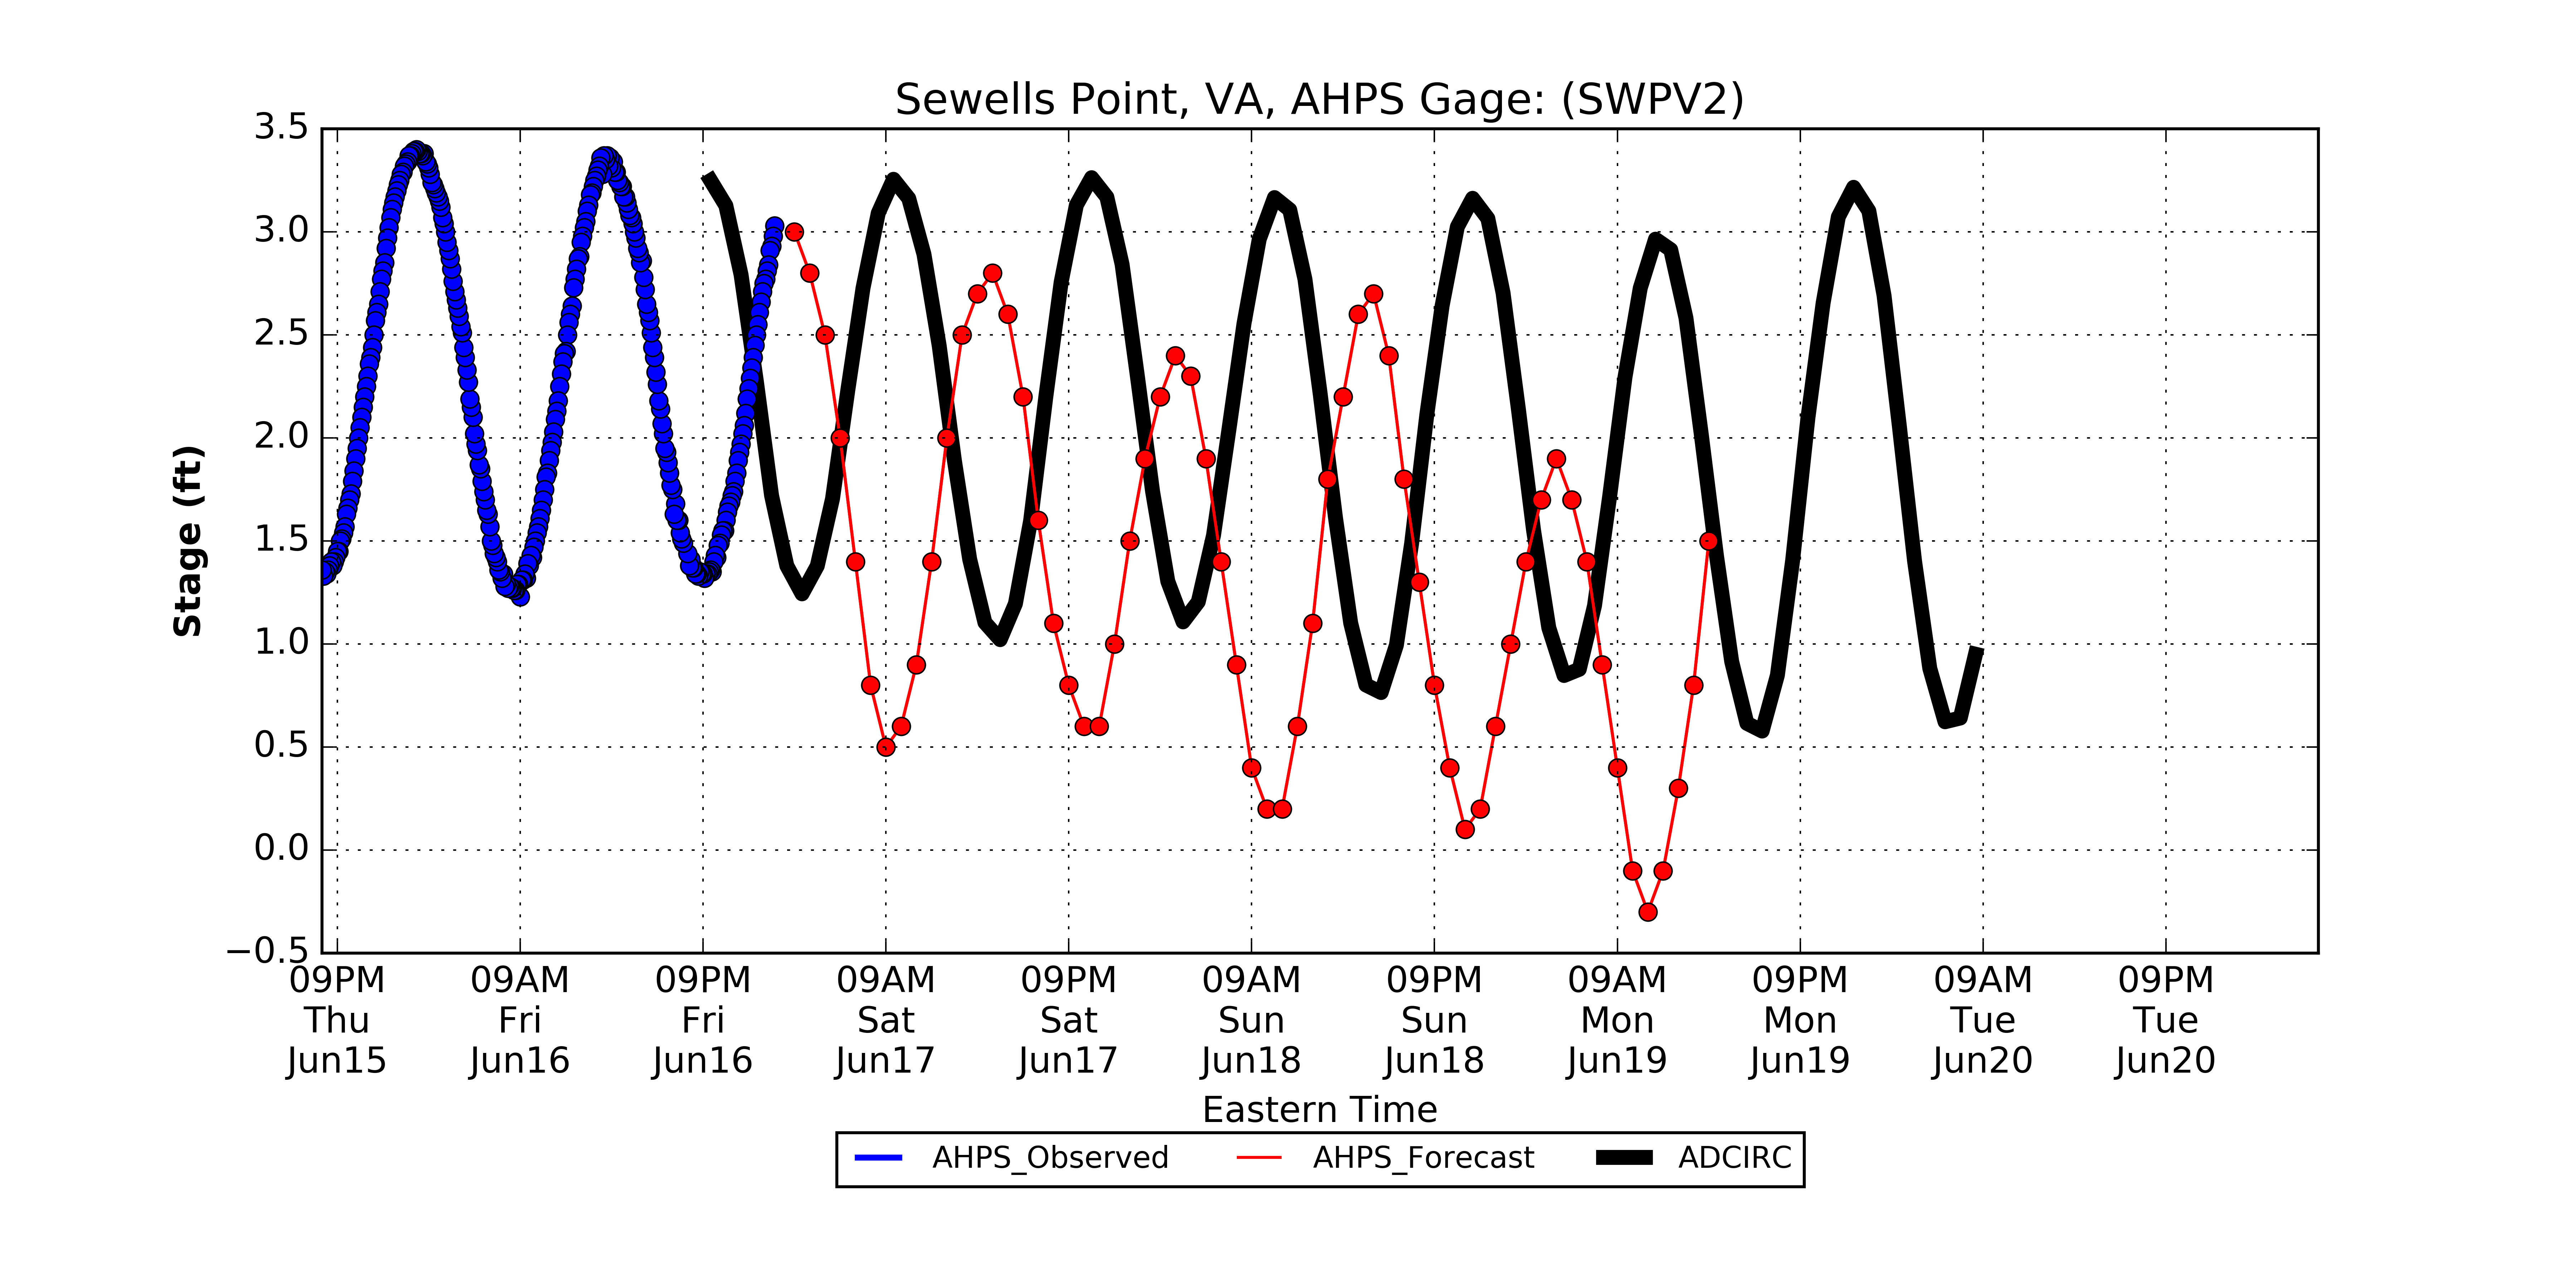 Sewells Point, VA, AHPS Gage: (SWPV2)
3.5
3.0
2.5
2.0
1.5
1.0
0.5
0.0
−0.5
Stage (ft)
09PM 09AM 09PM 09AM 09PM 09AM 09PM 09AM 09PM 09AM 09PM
Thu Fri Fri Sat Sat Sun Sun Mon Mon Tue Tue
Jun15 Jun16 Jun16 Jun17 Jun17 Jun18 Jun18 Jun19 Jun19 Jun20 Jun20
Eastern Time
AHPS_Observed AHPS_Forecast ADCIRC